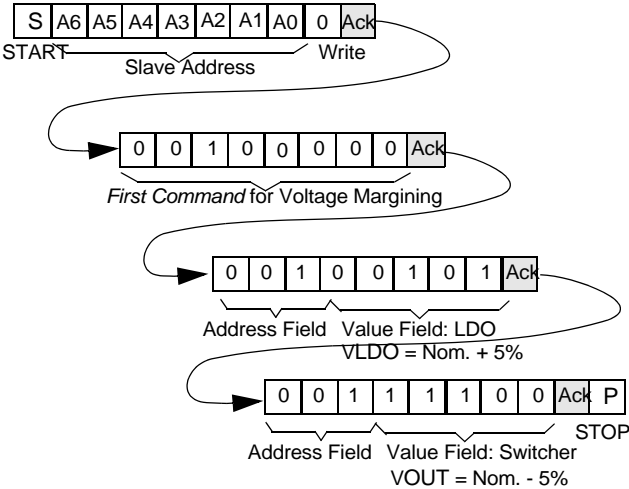 S A6 A5 A4 A3 A2 A1 A0 0 Ack
START Slave Address Write
0 0 1 0 0 0 0 0 Ack
First Command for Voltage Margining
0 0 1 0 0 1 0 1 Ack
Address Field Value Field: LDO
VLDO = Nom. + 5%
0 0 1 1 1 1 0 0 Ack P
STOP
Address Field Value Field: Switcher
VOUT = Nom. - 5%